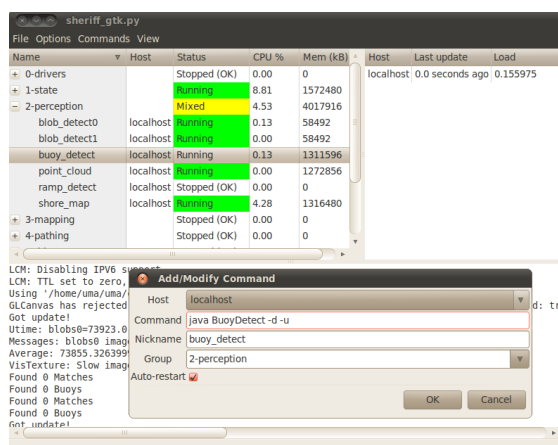 sheriff_gtk.py
File Options Commands View
Name Host Status CPU % Mem (kB) Host Last update Load
0-drivers Stopped (OK) 0.00 0 localhost 0.0 seconds ago 0.155975
1-state Running 8.81 1572480
2-perception Mixed 4.53 4017916
blob_detect0 localhost Running 0.13 58492
blob_detect1 localhost Running 0.00 58492
buoy_detect localhost Running 0.13 1311596
point_cloud localhost Running 0.00 1272856
ramp_detect localhost Stopped (OK) 0.00 0
shore_map localhost Running 4.28 1316480
3-mapping Stopped (OK) 0.00 0
4-pathing Stopped (OK) 0.00 0
LCM: Disabling IPV6 support
LCM: TTL set to zero,
Using '/home/uma/uma/
GLCanvas has rejected
Got update!
Utime: blobs0=73923.0
Messages: blobs0 imag
Average: 73855.326399
VisTexture: Slow imag
Found 0 Matches
Found 0 Buoys
Found 0 Matches
Found 0 Buoys
Got update!
d: tr
Add/Modify Command
Host localhost
Command java BuoyDetect -d -u
Nickname buoy_detect
Group 2-perception
Auto-restart
OK Cancel